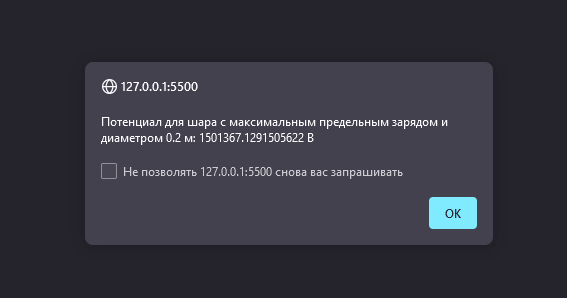 127.0.0.1:5500
Потенциал для шара с максимальным предельным зарядом и
диаметром 0.2 м: 1501367.1291505622 В
Не позволять 127.0.0.1:5500 снова вас запрашивать
OK